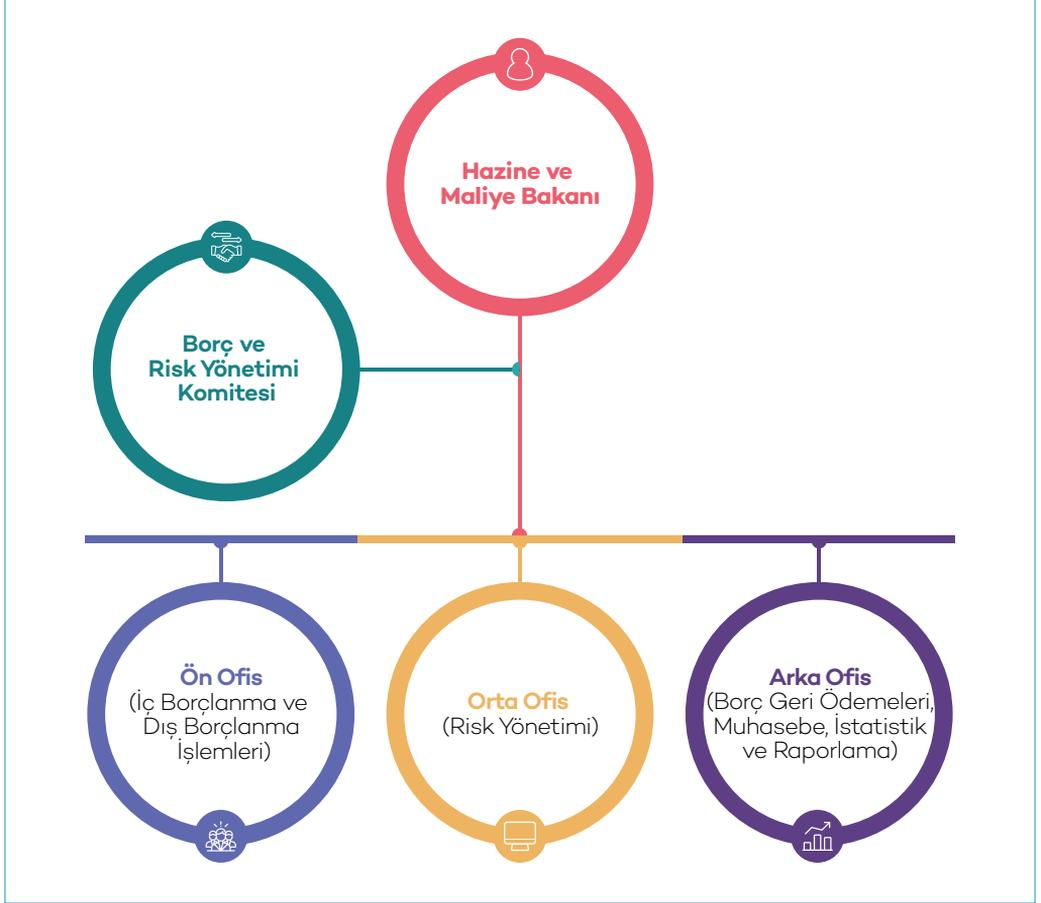 Hazine ve
Maliye Bakanı
Borç ve
Risk Yönetimi
Komitesi
Ön Ofis
(İç Borçlanma ve
Dış Borçlanma
İşlemleri)
Orta Ofis
(Risk Yönetimi)
Arka Ofis
(Borç Geri Ödemeleri,
Muhasebe, İstatistik
ve Raporlama)